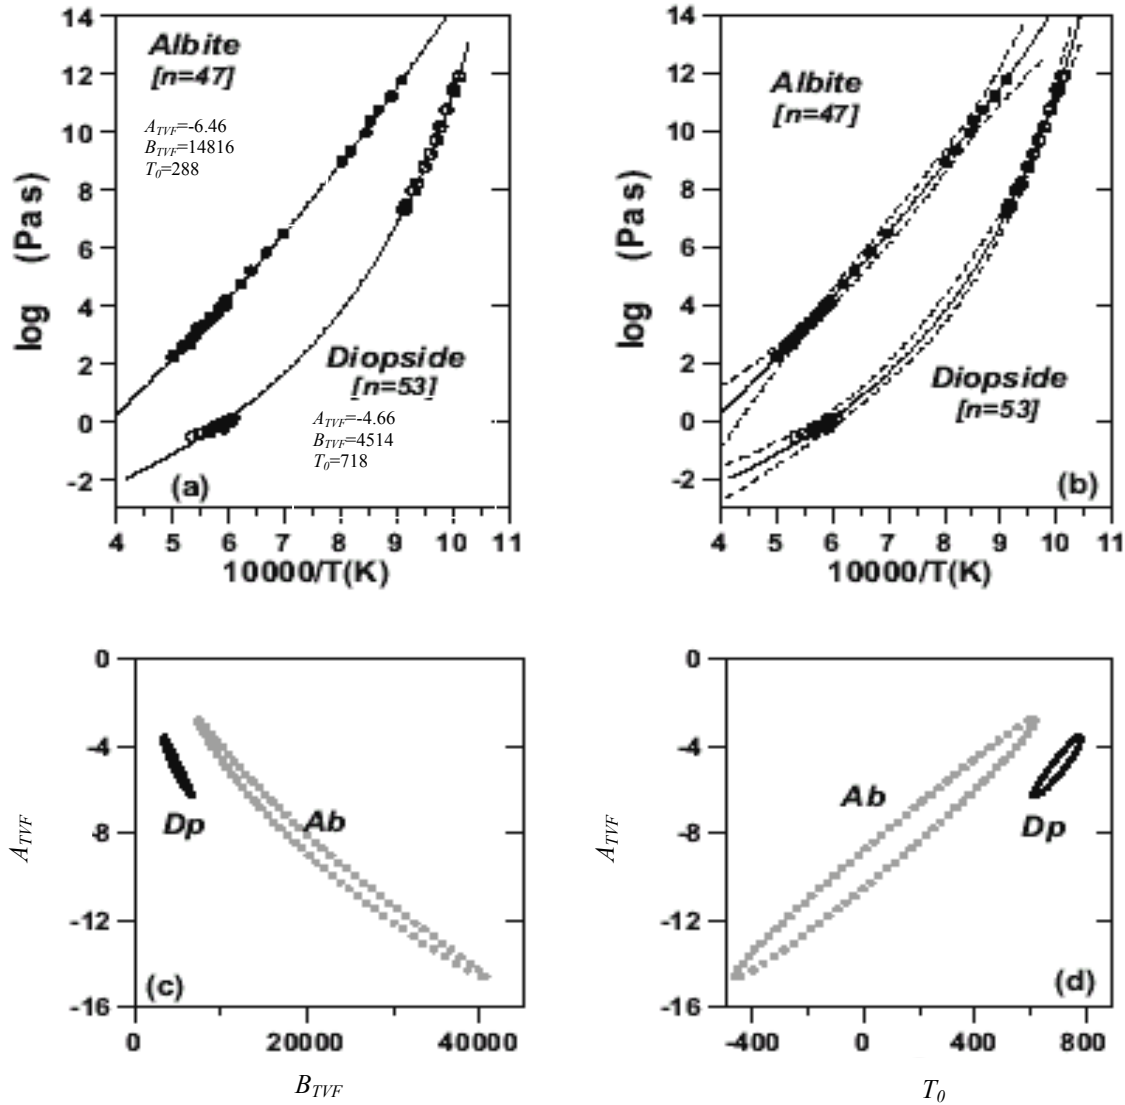 14
12
10
8
6
4
2
0
-2
log (Pas)
Albite
[n=47]
A_TVF=-6.46
B_TVF=14816
T_0=288
Diopside
[n=53]
A_TVF=-4.66
B_TVF=4514
T_0=718
(a)
4 5 6 7 8 9 10 11
10000/T(K)
14
12
10
8
6
4
2
0
-2
log (Pas)
Albite
[n=47]
Diopside
[n=53]
(b)
4 5 6 7 8 9 10 11
10000/T(K)
0
-4
-8
-12
-16
A_TVF
Dp
Ab
(c)
0 20000 40000
B_TVF
0
-4
-8
-12
-16
A_TVF
Ab
Dp
(d)
-400 0 400 800
T_0